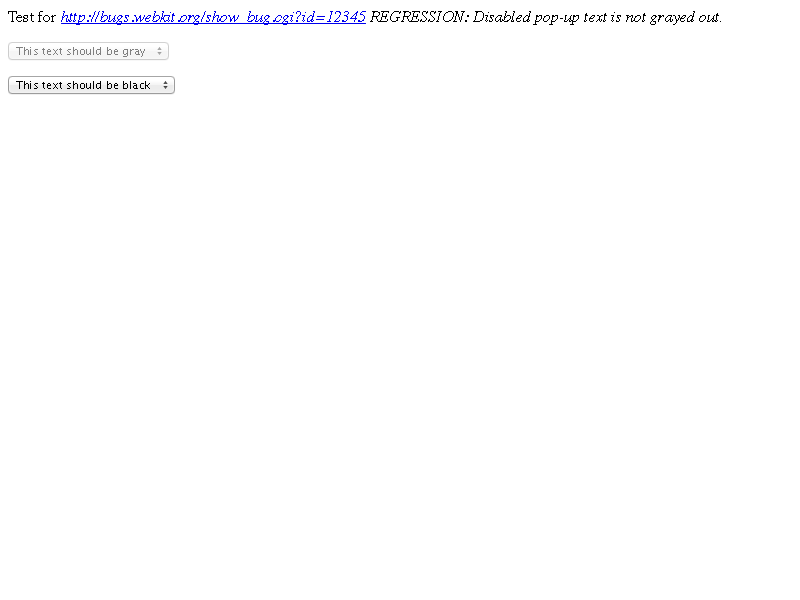 Test for http://bugs.webkit.org/show_bug.cgi?id=12345 REGRESSION: Disabled pop-up text is not grayed out.
This text should be gray
This text should be black